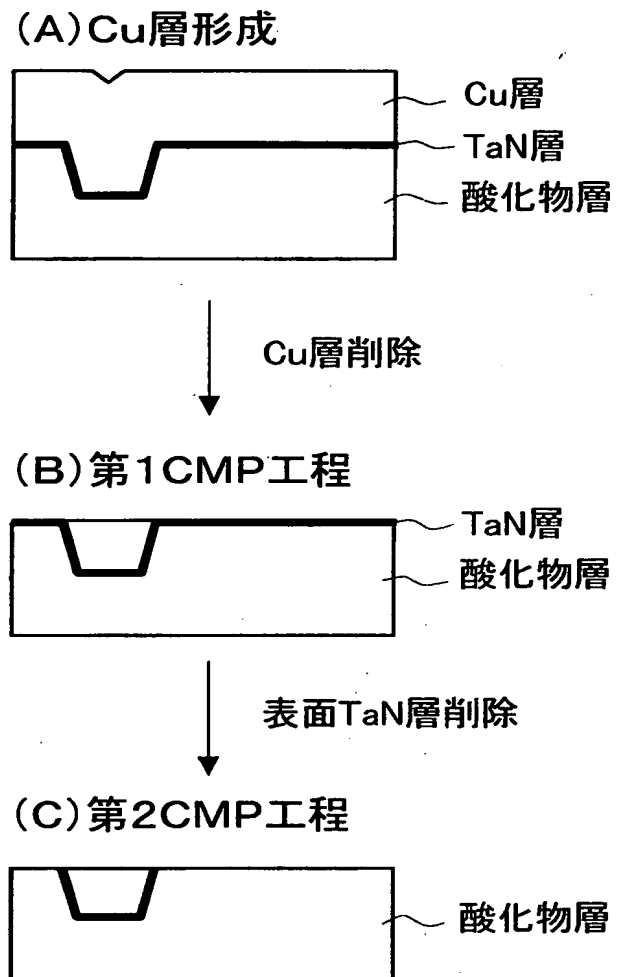 (A)Cu層形成
Cu層
TaN層
酸化物層
Cu層削除
(B)第1CMP工程
TaN層
酸化物層
表面TaN層削除
(C)第2CMP工程
酸化物層